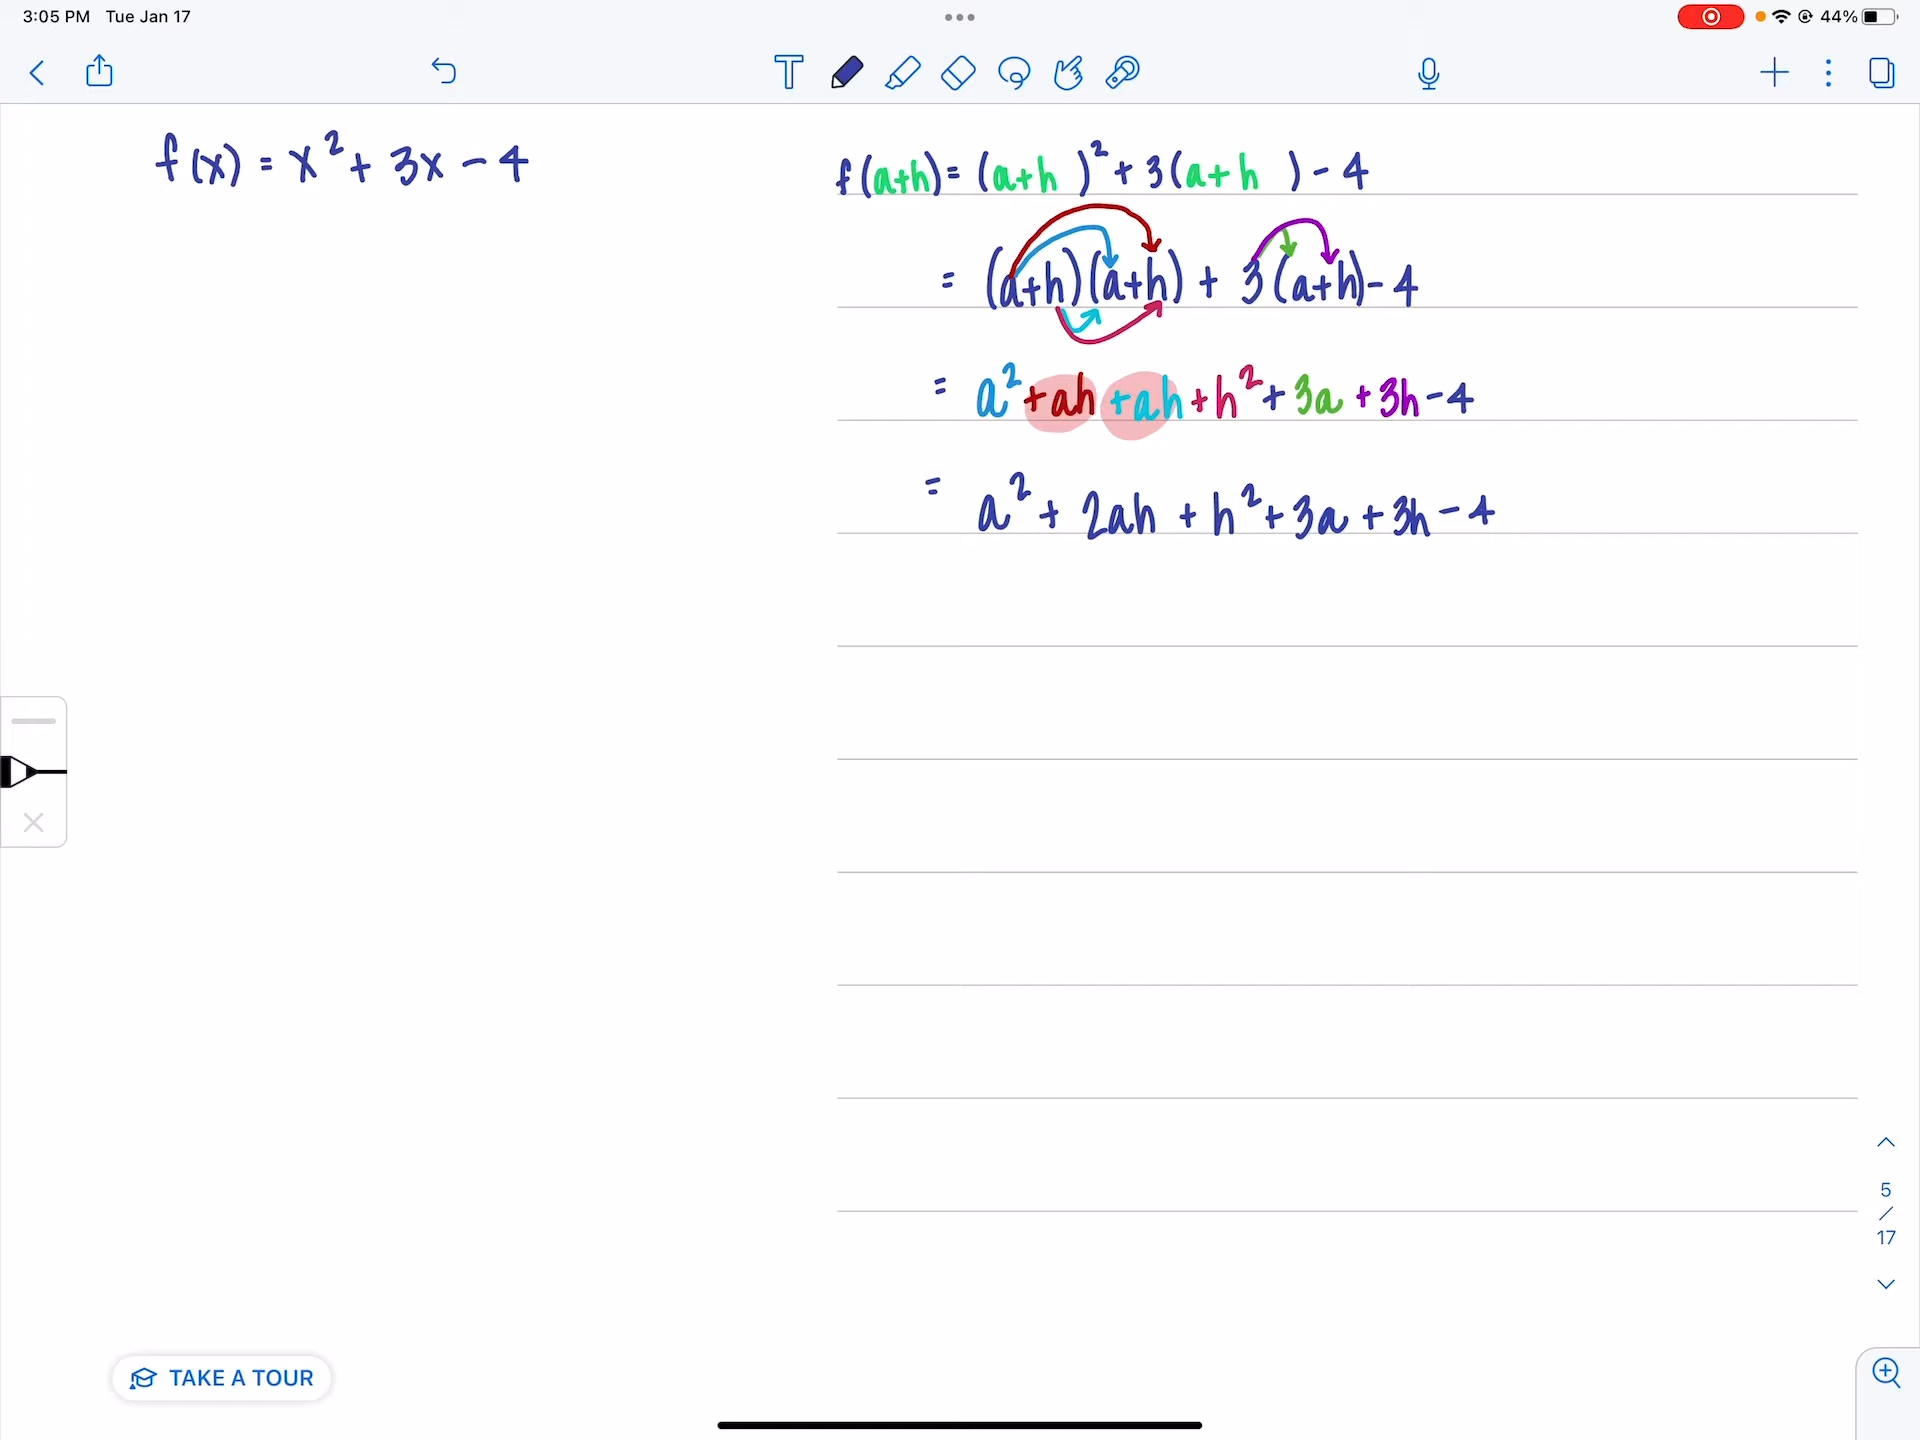 3:05 PM Tue Jan 17
44%
f(x) = x² + 3x - 4
f(a+h) = (a+h )² + 3(a+h ) - 4
= (a+h)(a+h) + 3(a+h) - 4
= a² + ah + ah + h² + 3a + 3h - 4
= a² + 2ah + h² + 3a + 3h - 4
5
/
17
TAKE A TOUR